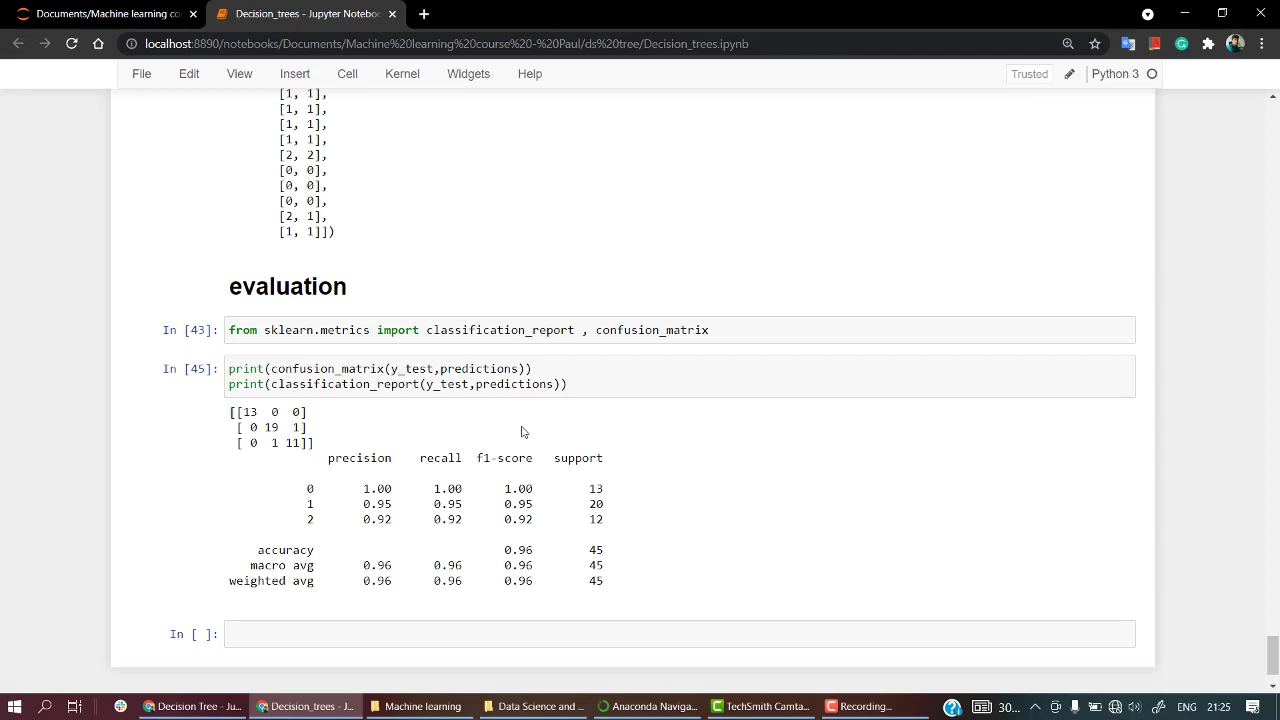 Documents/Machine learning co
Decision_trees - Jupyter Notebo
localhost:8890/notebooks/Documents/Machine%20learning%20course%20-%20Paul/ds%20tree/Decision_trees.ipynb
File Edit View Insert Cell Kernel Widgets Help Trusted Python 3
[1, 1],
[1, 1],
[1, 1],
[1, 1],
[2, 2],
[0, 0],
[0, 0],
[0, 0],
[2, 1],
[1, 1]])
evaluation
In [43]: from sklearn.metrics import classification_report , confusion_matrix
In [45]: print(confusion_matrix(y_test,predictions))
print(classification_report(y_test,predictions))
[[13 0 0]
[ 0 19 1]
[ 0 1 11]]
precision recall f1-score support
0 1.00 1.00 1.00 13
1 0.95 0.95 0.95 20
2 0.92 0.92 0.92 12
accuracy 0.96 45
macro avg 0.96 0.96 0.96 45
weighted avg 0.96 0.96 0.96 45
In [ ]:
Decision Tree - Ju... Decision_trees - J... Machine learning Data Science and ... Anaconda Naviga... TechSmith Camta... Recording... 30... ENG 21:25